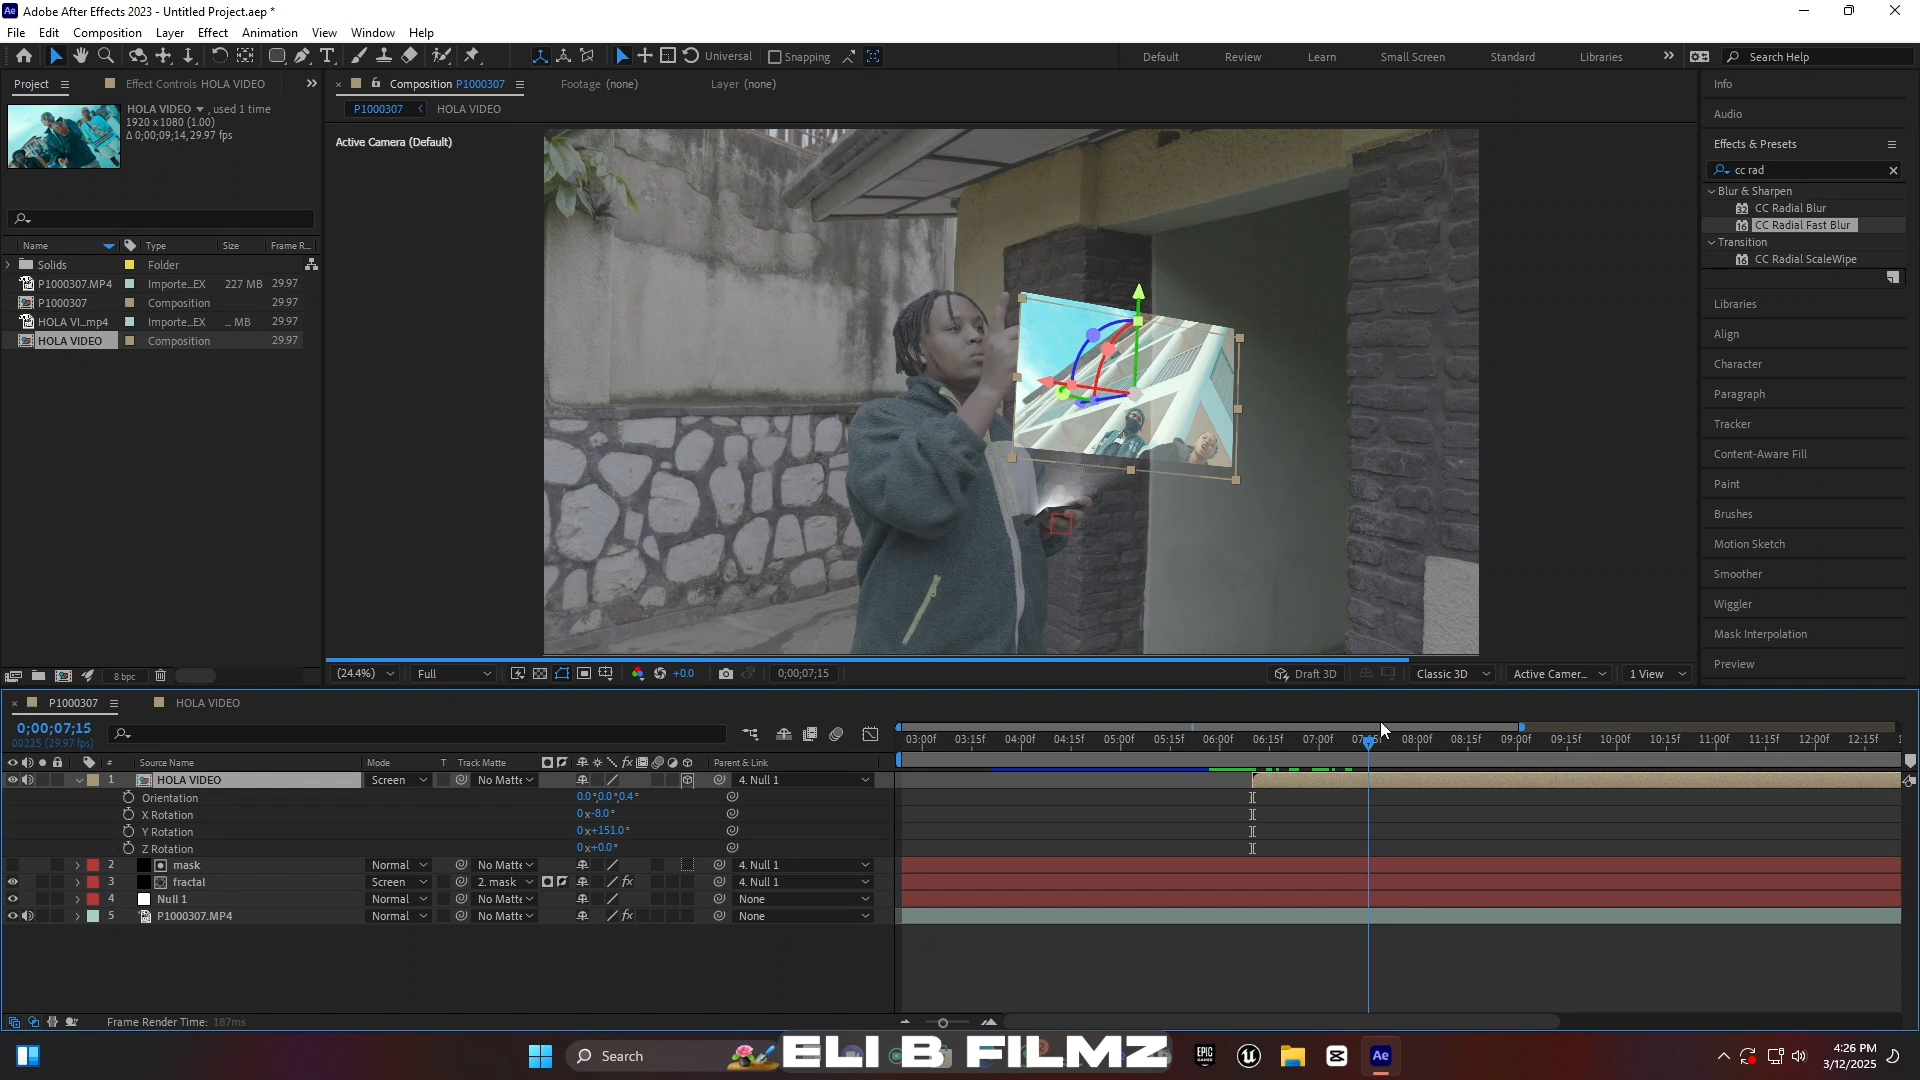 Adobe After Effects 2023 - Untitled Project.aep *
File Edit Composition Layer Effect Animation View Window Help
Universal Snapping Default Review Learn Small Screen Standard Libraries Search Help
Project Effect Controls HOLA VIDEO
HOLA VIDEO , used 1 time
1920 x 1080 (1.00)
Δ 0;00;09;14, 29.97 fps
Name Type Size Frame R...
Solids Folder
P1000307.MP4 Importe...EX 227 MB 29.97
P1000307 Composition 29.97
HOLA VI...mp4 Importe...EX ... MB 29.97
HOLA VIDEO Composition 29.97
8 bpc
Composition P1000307 Footage (none) Layer (none)
P1000307 HOLA VIDEO
Active Camera (Default)
(24.4%) Full +0.0 0;00;07;15 Draft 3D Classic 3D Active Camer... 1 View
Info
Audio
Effects & Presets
cc rad
Blur & Sharpen
32 CC Radial Blur
16 CC Radial Fast Blur
Transition
16 CC Radial ScaleWipe
Libraries
Align
Character
Paragraph
Tracker
Content-Aware Fill
Paint
Brushes
Motion Sketch
Smoother
Wiggler
Mask Interpolation
Preview
P1000307 HOLA VIDEO
0;00;07;15
00225 (29.97 fps)
03:00f 03:15f 04:00f 04:15f 05:00f 05:15f 06:00f 06:15f 07:00f 07:15f 08:00f 08:15f 09:00f 09:15f 10:00f 10:15f 11:00f 11:15f 12:00f 12:15f 1
# Source Name Mode T Track Matte fx Parent & Link
1 HOLA VIDEO Screen No Matte 4. Null 1
Orientation 0.0°,0.0°,0.4°
X Rotation 0x-8.0°
Y Rotation 0x+151.0°
Z Rotation 0x+0.0°
2 mask Normal No Matte 4. Null 1
3 fractal Screen 2. mask fx 4. Null 1
4 Null 1 Normal No Matte None
5 P1000307.MP4 Normal No Matte fx None
Frame Render Time: 187ms
Search
ELI B FILMZ
EPIC GAMES
Ae
4:26 PM
3/12/2025